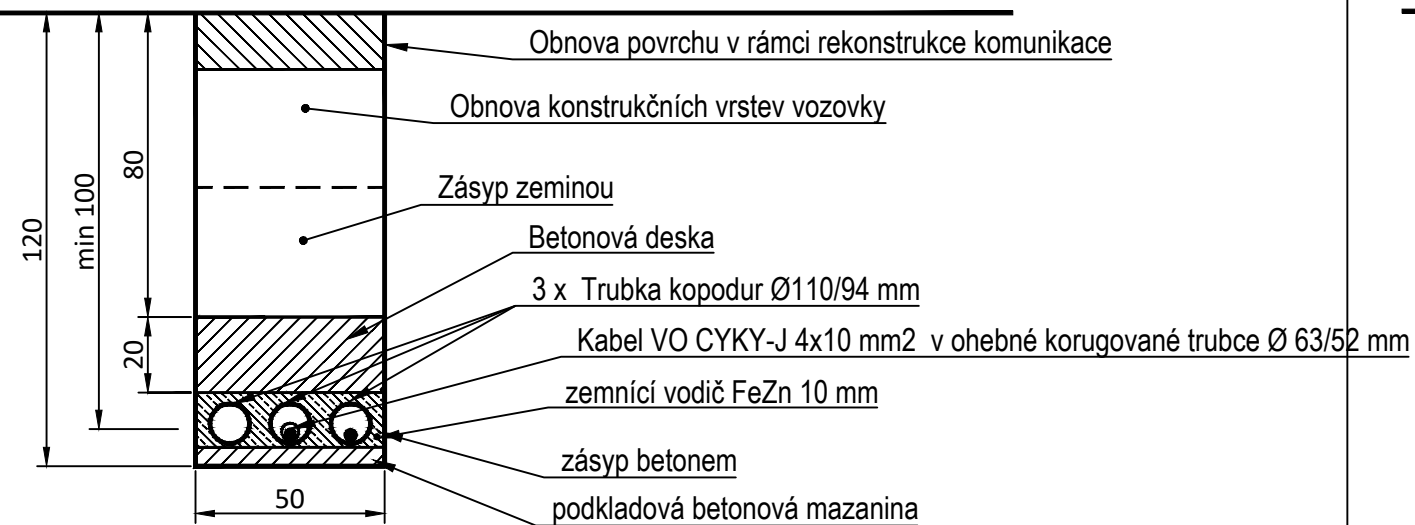 Obnova povrchu v rámci rekonstrukce komunikace
Obnova konstrukčních vrstev vozovky
80
Zásyp zeminou
min 100
120
Betonová deska
3 x Trubka kopodur Ø110/94 mm
20
Kabel VO CYKY-J 4x10 mm2 v ohebné korugované trubce Ø 63/52 mm
zemnící vodič FeZn 10 mm
zásyp betonem
50
podkladová betonová mazanina